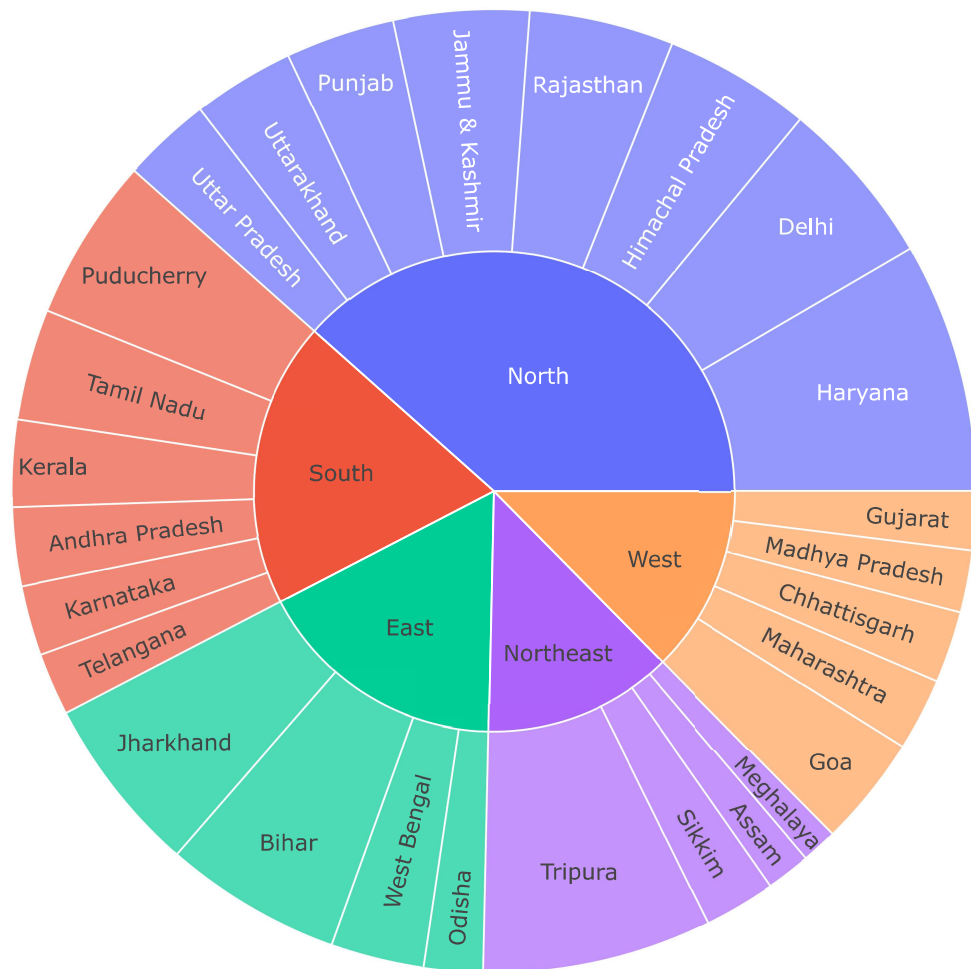 Jammu & Kashmir
Punjab
Rajasthan
Himachal Pradesh
Uttarakhand
Uttar Pradesh
Delhi
Puducherry
North
Haryana
Tamil Nadu
Kerala
South
Gujarat
Andhra Pradesh
West
Madhya Pradesh
Karnataka
Chhattisgarh
Telangana
East
Northeast
Maharashtra
Jharkhand
Goa
Meghalaya
Bihar
West Bengal
Tripura
Sikkim
Assam
Odisha